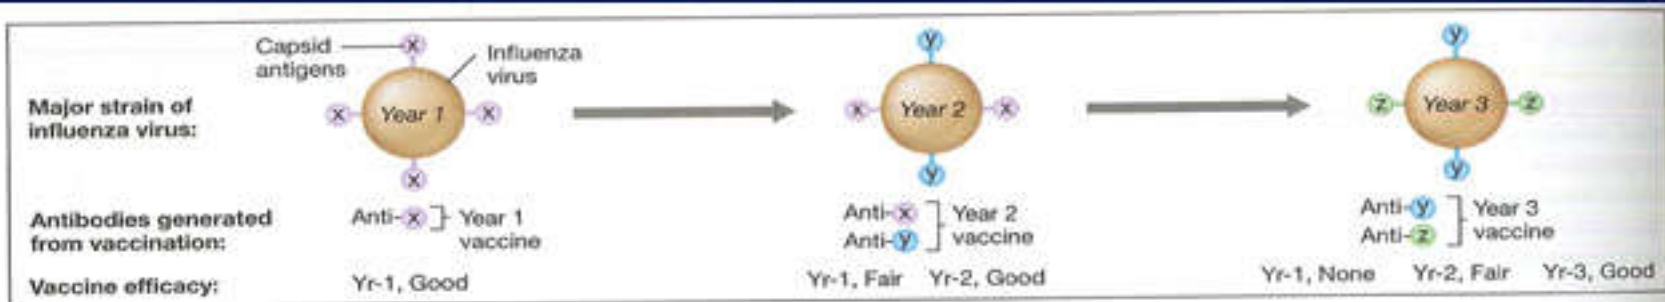 Capsid
antigens
Influenza
virus
Major strain of
influenza virus:
x
x
Year 1
x
x
y
x
Year 2
x
y
y
z
Year 3
z
y
Antibodies generated
from vaccination:
Anti-x
Year 1
vaccine
Anti-x
Anti-y
Year 2
vaccine
Anti-y
Anti-z
Year 3
vaccine
Vaccine efficacy:
Yr-1, Good
Yr-1, Fair Yr-2, Good
Yr-1, None Yr-2, Fair Yr-3, Good